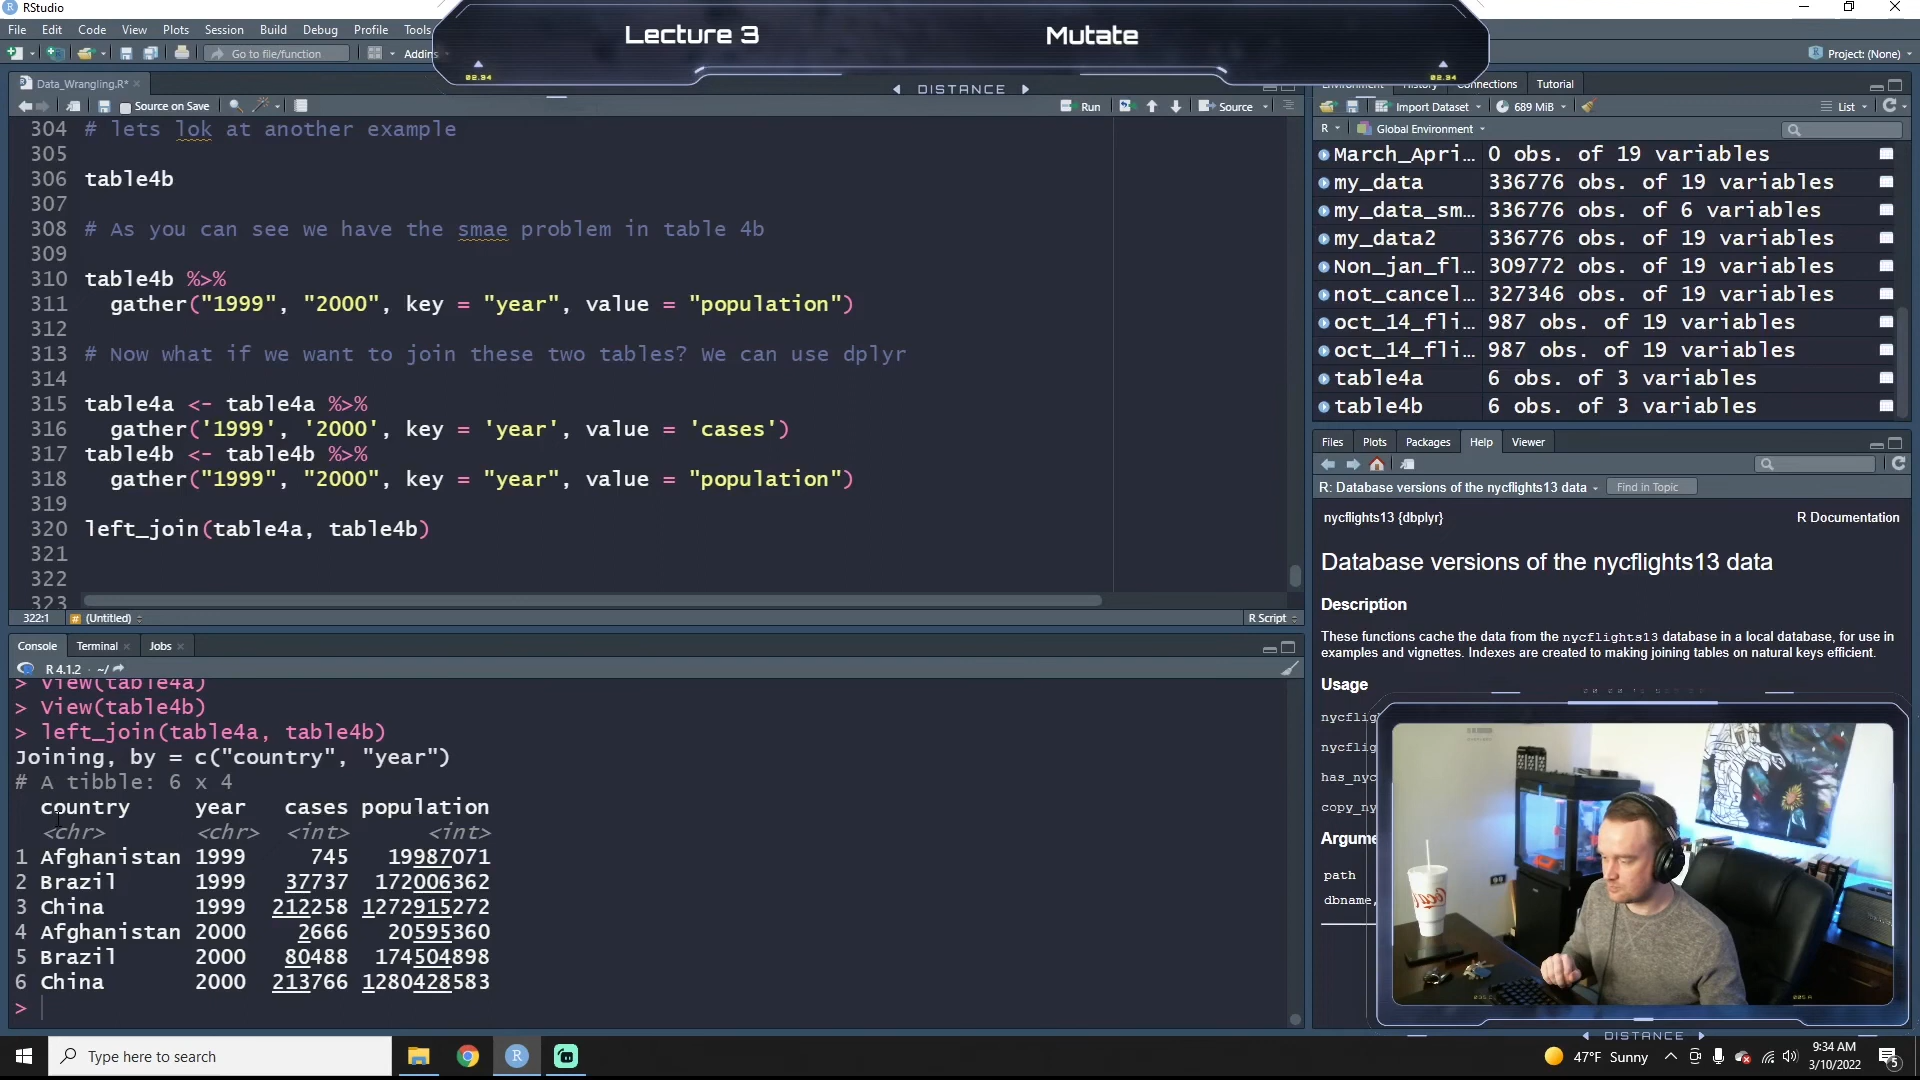 RStudio
File Edit Code View Plots Session Build Debug Profile Tools
Lecture 3 Mutate
02.94 02.94
DISTANCE
Go to file/function Addins
Project: (None)
Data_Wrangling.R*
Source on Save Run Source
304 # lets lok at another example
305
306 table4b
307
308 # As you can see we have the smae problem in table 4b
309
310 table4b %>%
311 gather("1999", "2000", key = "year", value = "population")
312
313 # Now what if we want to join these two tables? We can use dplyr
314
315 table4a <- table4a %>%
316 gather('1999', '2000', key = 'year', value = 'cases')
317 table4b <- table4b %>%
318 gather("1999", "2000", key = "year", value = "population")
319
320 left_join(table4a, table4b)
321
322
323
322:1 (Untitled) R Script
Console Terminal Jobs
R 4.1.2 · ~/
> View(table4a)
> View(table4b)
> left_join(table4a, table4b)
Joining, by = c("country", "year")
# A tibble: 6 x 4
country year cases population
<chr> <chr> <int> <int>
1 Afghanistan 1999 745 19987071
2 Brazil 1999 37737 172006362
3 China 1999 212258 1272915272
4 Afghanistan 2000 2666 20595360
5 Brazil 2000 80488 174504898
6 China 2000 213766 1280428583
>
Environment History Connections Tutorial
Import Dataset 689 MiB List
R Global Environment
March_Apri... 0 obs. of 19 variables
my_data 336776 obs. of 19 variables
my_data_sm... 336776 obs. of 6 variables
my_data2 336776 obs. of 19 variables
Non_jan_fl... 309772 obs. of 19 variables
not_cancel... 327346 obs. of 19 variables
oct_14_fli... 987 obs. of 19 variables
oct_14_fli... 987 obs. of 19 variables
table4a 6 obs. of 3 variables
table4b 6 obs. of 3 variables
Files Plots Packages Help Viewer
R: Database versions of the nycflights13 data Find in Topic
nycflights13 {dbplyr} R Documentation
Database versions of the nycflights13 data
Description
These functions cache the data from the nycflights13 database in a local database, for use in
examples and vignettes. Indexes are created to making joining tables on natural keys efficient.
Usage
nycflig
nycflig
has_nyc
copy_ny
Argume
path
dbname,
DISTANCE
Type here to search
47°F Sunny
9:34 AM
3/10/2022
5